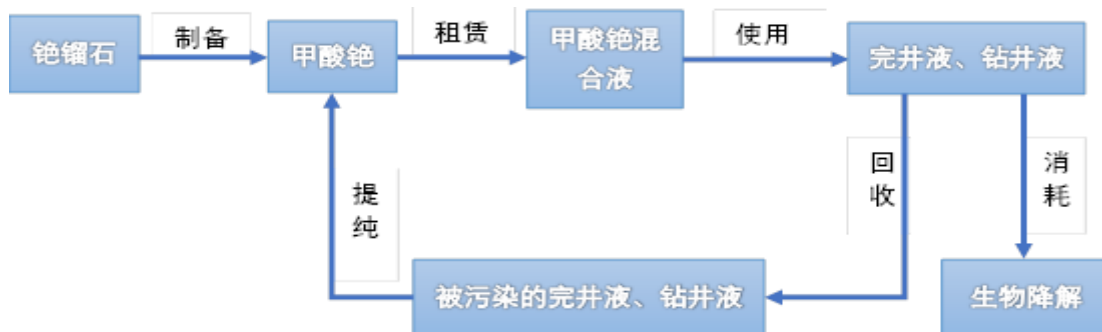 铯镏石
制备
甲酸铯
租赁
甲酸铯混
合液
使用
完井液、钻井液
回
收
消
耗
提
纯
被污染的完井液、钻井液
生物降解